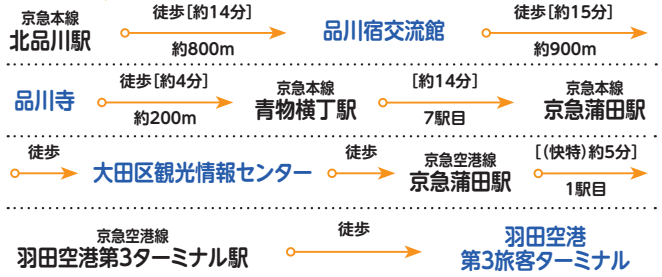 京急本線
北品川駅
徒歩[約14分]
約800m
品川宿交流館
徒歩[約15分]
約900m
品川寺
徒歩[約4分]
約200m
京急本線
青物横丁駅
[約14分]
7駅目
京急本線
京急蒲田駅
徒歩
大田区観光情報センター
徒歩
京急空港線
京急蒲田駅
[(快特)約5分]
1駅目
京急空港線
羽田空港第3ターミナル駅
徒歩
羽田空港
第3旅客ターミナル